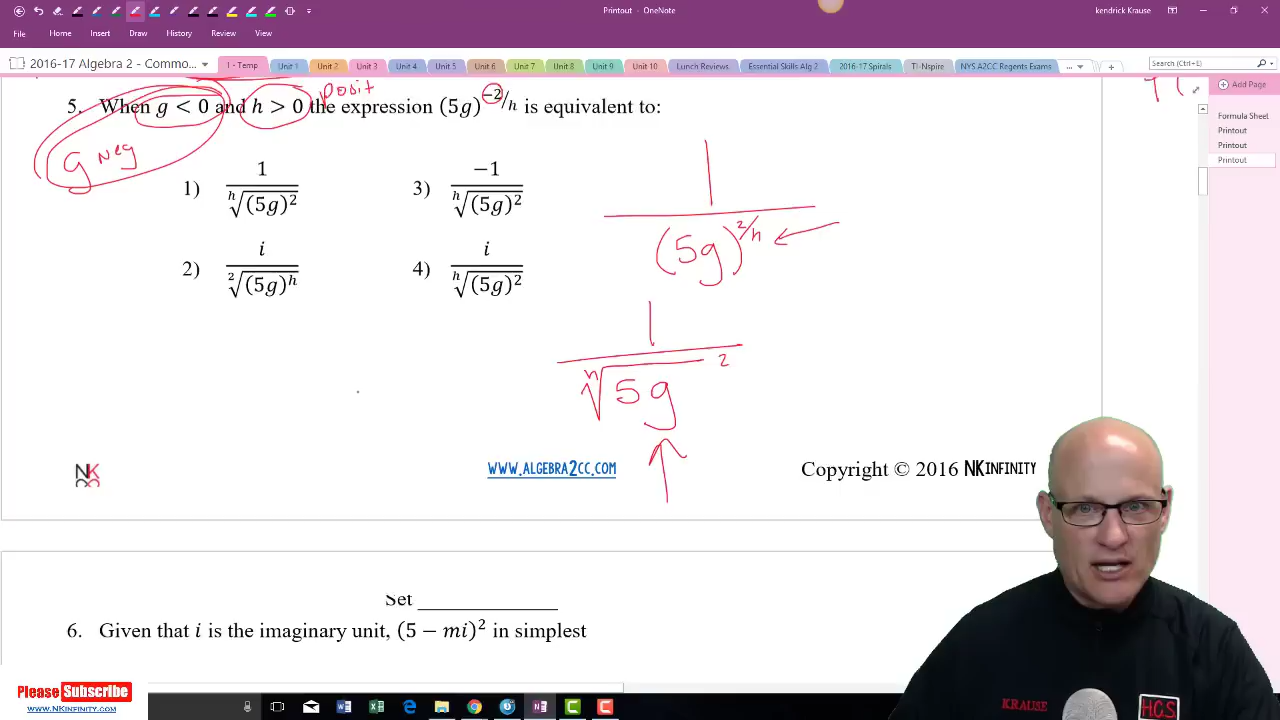 Printout - OneNote
kendrick Krause
File Home Insert Draw History Review View
2016-17 Algebra 2 - Commo...
1 - Temp Unit 1 Unit 2 Unit 3 Unit 4 Unit 5 Unit 6 Unit 7 Unit 8 Unit 9 Unit 10 Lunch Reviews. Essential Skills Alg 2 2016-17 Spirals TI-Nspire NYS A2CC Regents Exams ...
Search (Ctrl+E)
Add Page
Formula Sheet
Printout
Printout
Printout
posit
5. When g < 0 and h > 0 the expression (5g)^{-2/h} is equivalent to:
g neg
1) 1/\sqrt[h]{(5g)^2}
3) -1/\sqrt[h]{(5g)^2}
2) i/\sqrt[2]{(5g)^h}
4) i/\sqrt[h]{(5g)^2}
1/(5g)^{2/h}
1/\sqrt[h]{5g}^2
NK
WWW.ALGEBRA2CC.COM
Copyright © 2016 NKINFINITY
Set
6. Given that i is the imaginary unit, (5 − mi)² in simplest
Please Subscribe
WWW.NKINFINITY.COM
KRAUSE
HCS